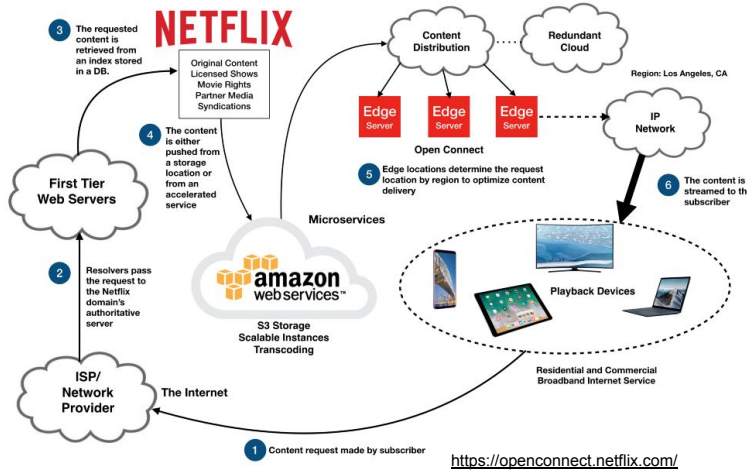 3 The requested
content is
retrieved from
an index stored
in a DB.
NETFLIX
Original Content
Licensed Shows
Movie Rights
Partner Media
Syndications
Content
Distribution
Redundant
Cloud
Region: Los Angeles, CA
Edge
Server
Edge
Server
Edge
Server
IP
Network
Open Connect
4 The content
is either
pushed from
a storage
location or
from an
accelerated
service
5 Edge locations determine the request
location by region to optimize content
delivery
6 The content is
streamed to th
subscriber
First Tier
Web Servers
Microservices
amazon
webservices™
S3 Storage
Scalable Instances
Transcoding
Playback Devices
2 Resolvers pass
the request to
the Netflix
domain's
authoritative
server
Residential and Commercial
Broadband Internet Service
ISP/
Network
Provider
The Internet
1 Content request made by subscriber
https://openconnect.netflix.com/